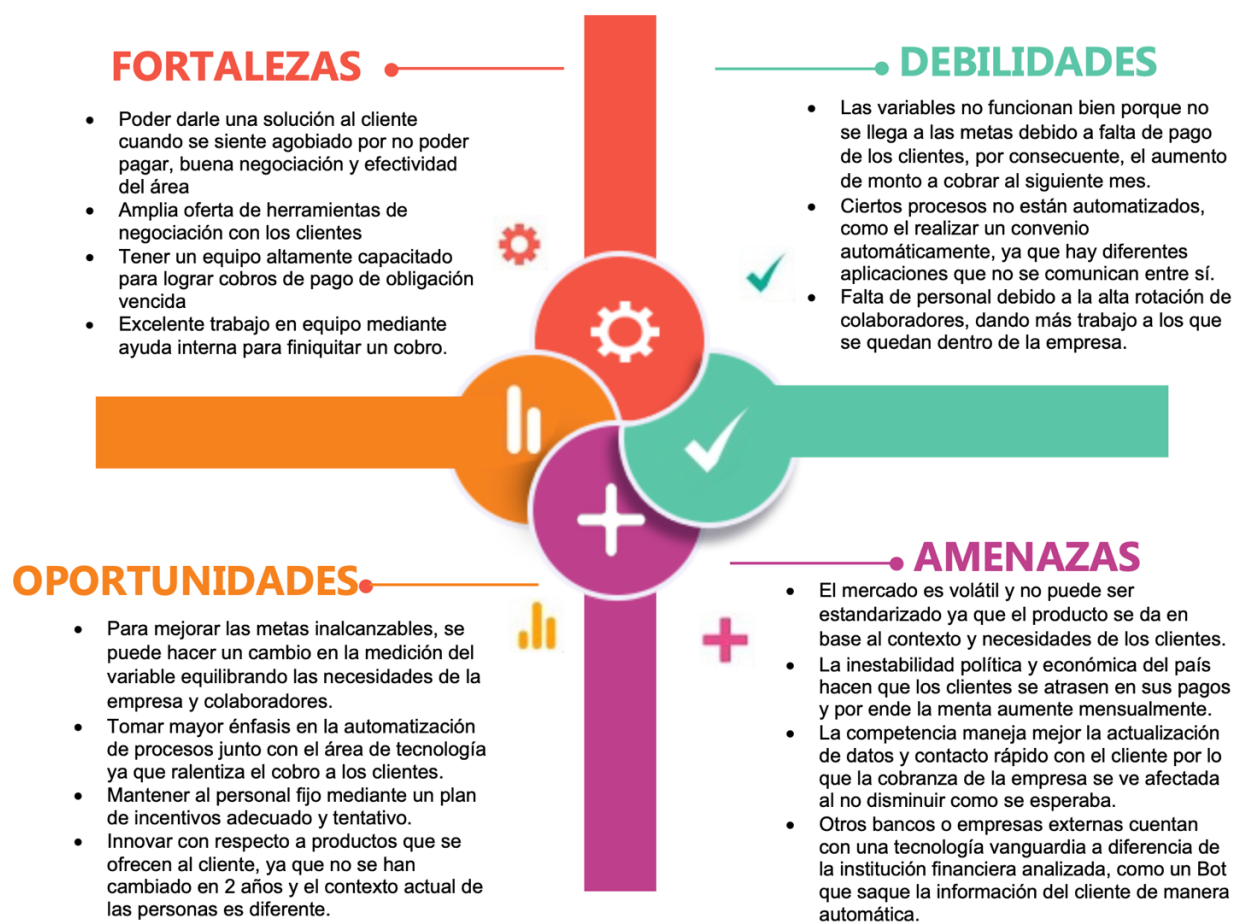 FORTALEZAS
• Poder darle una solución al cliente
cuando se siente agobiado por no poder
pagar, buena negociación y efectividad
del área
• Amplia oferta de herramientas de
negociación con los clientes
• Tener un equipo altamente capacitado
para lograr cobros de pago de obligación
vencida
• Excelente trabajo en equipo mediante
ayuda interna para finiquitar un cobro.
DEBILIDADES
• Las variables no funcionan bien porque no
se llega a las metas debido a falta de pago
de los clientes, por consecuente, el aumento
de monto a cobrar al siguiente mes.
• Ciertos procesos no están automatizados,
como el realizar un convenio
automáticamente, ya que hay diferentes
aplicaciones que no se comunican entre sí.
• Falta de personal debido a la alta rotación de
colaboradores, dando más trabajo a los que
se quedan dentro de la empresa.
OPORTUNIDADES
• Para mejorar las metas inalcanzables, se
puede hacer un cambio en la medición del
variable equilibrando las necesidades de la
empresa y colaboradores.
• Tomar mayor énfasis en la automatización
de procesos junto con el área de tecnología
ya que ralentiza el cobro a los clientes.
• Mantener al personal fijo mediante un plan
de incentivos adecuado y tentativo.
• Innovar con respecto a productos que se
ofrecen al cliente, ya que no se han
cambiado en 2 años y el contexto actual de
las personas es diferente.
AMENAZAS
• El mercado es volátil y no puede ser
estandarizado ya que el producto se da en
base al contexto y necesidades de los clientes.
• La inestabilidad política y económica del país
hacen que los clientes se atrasen en sus pagos
y por ende la menta aumente mensualmente.
• La competencia maneja mejor la actualización
de datos y contacto rápido con el cliente por lo
que la cobranza de la empresa se ve afectada
al no disminuir como se esperaba.
• Otros bancos o empresas externas cuentan
con una tecnología vanguardia a diferencia de
la institución financiera analizada, como un Bot
que saque la información del cliente de manera
automática.